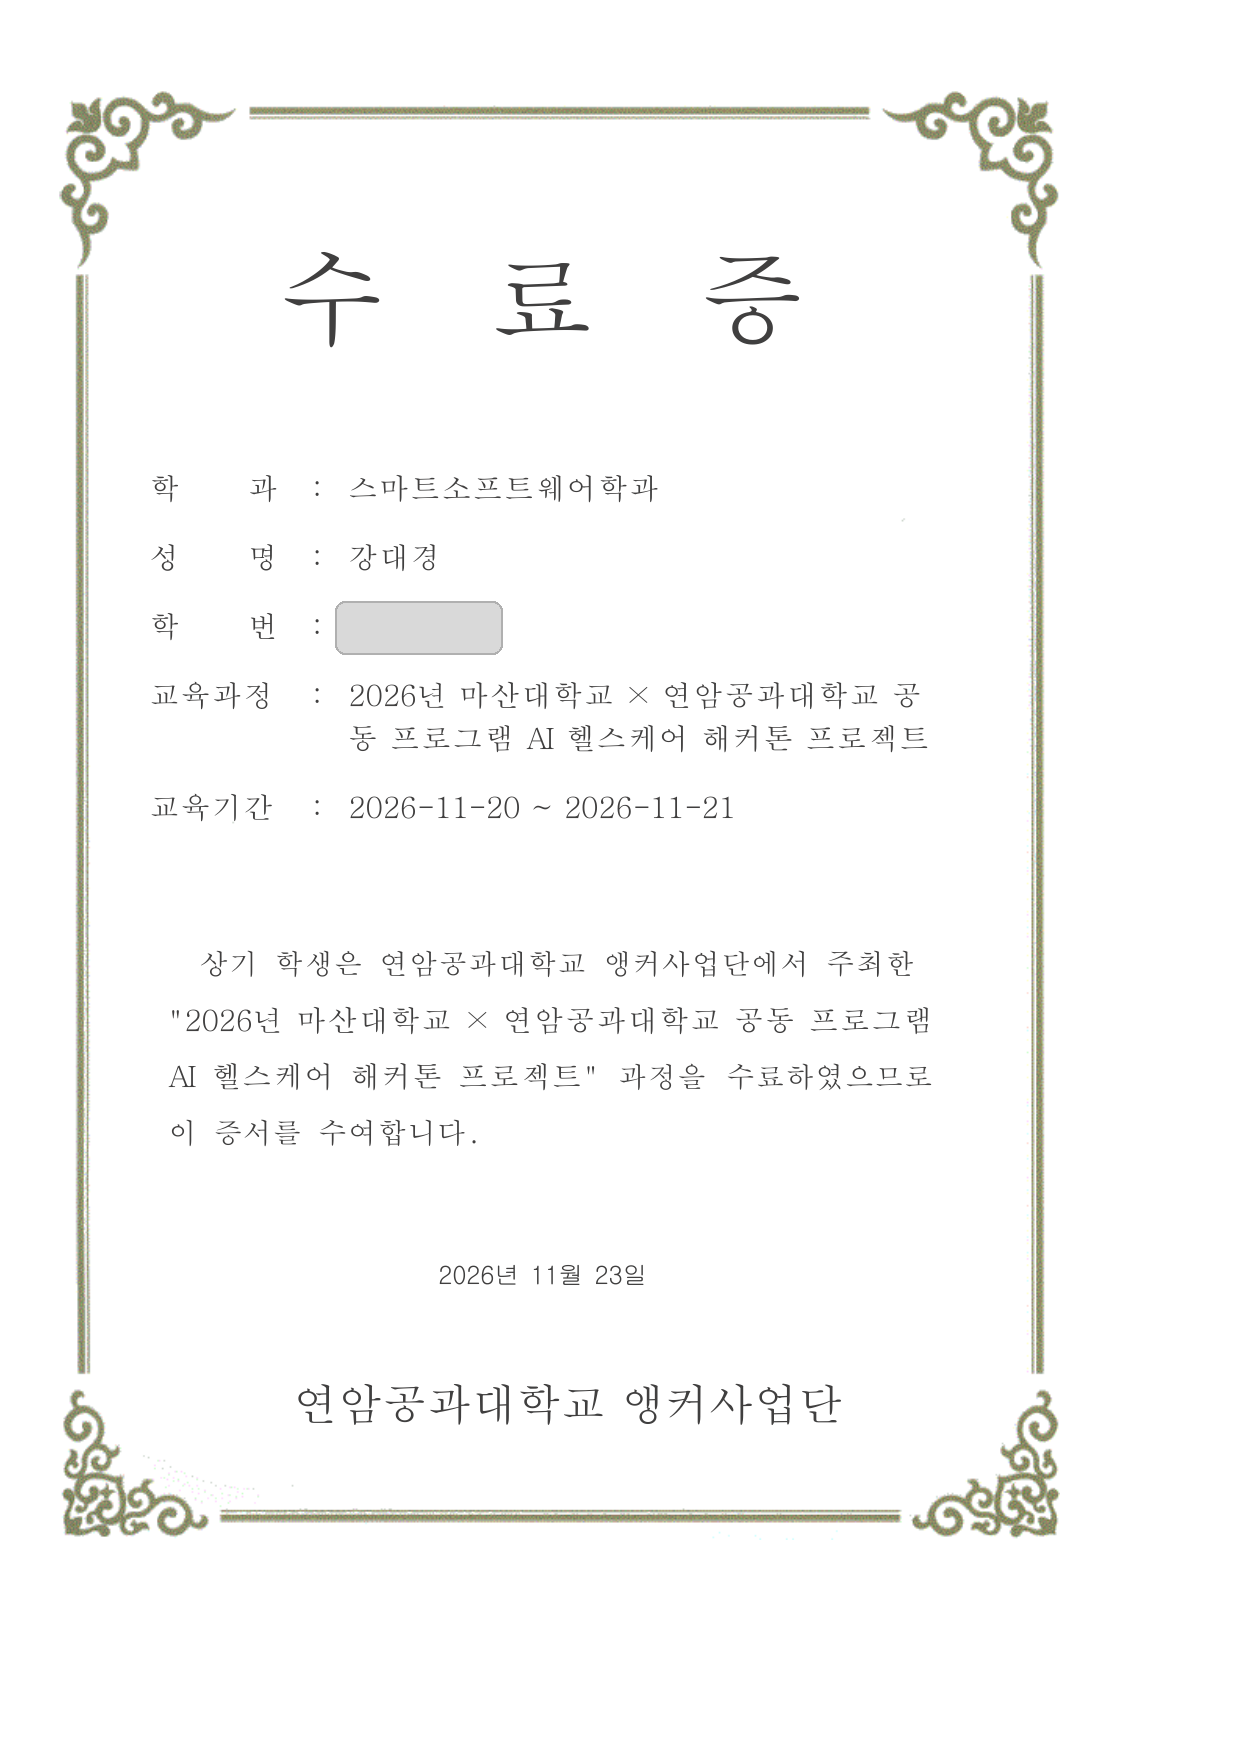 수 료 증
학 과 : 스마트소프트웨어학과
성 명 : 강대경
학 번 :
교육과정 : 2026년 마산대학교 × 연암공과대학교 공
동 프로그램 AI 헬스케어 해커톤 프로젝트
교육기간 : 2026-11-20 ~ 2026-11-21
상기 학생은 연암공과대학교 앵커사업단에서 주최한
"2026년 마산대학교 × 연암공과대학교 공동 프로그램
AI 헬스케어 해커톤 프로젝트" 과정을 수료하였으므로
이 증서를 수여합니다.
2026년 11월 23일
연암공과대학교 앵커사업단